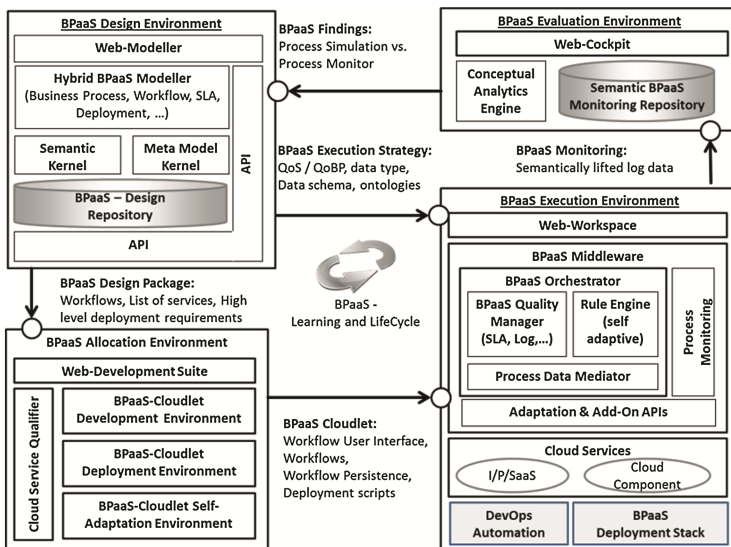 BPaaS Design Environment
Web-Modeller
Hybrid BPaaS Modeller
(Business Process, Workflow, SLA,
Deployment, ...)
Semantic
Kernel
Meta Model
Kernel
API
BPaaS – Design
Repository
API
BPaaS Findings:
Process Simulation vs.
Process Monitor
BPaaS Evaluation Environment
Web-Cockpit
Conceptual
Analytics
Engine
Semantic BPaaS
Monitoring Repository
BPaaS Execution Strategy:
QoS / QoBP, data type,
Data schema, ontologies
BPaaS Monitoring:
Semantically lifted log data
BPaaS -
Learning and LifeCycle
BPaaS Design Package:
Workflows, List of services, High
level deployment requirements
BPaaS Execution Environment
Web-Workspace
BPaaS Middleware
BPaaS Orchestrator
BPaaS Quality
Manager
(SLA, Log,...)
Rule Engine
(self
adaptive)
Process Data Mediator
Process
Monitoring
Adaptation & Add-On APIs
Cloud Services
I/P/SaaS
Cloud
Component
DevOps
Automation
BPaaS
Deployment Stack
BPaaS Allocation Environment
Web-Development Suite
Cloud Service Qualifier
BPaaS-Cloudlet
Development Environment
BPaaS-Cloudlet
Deployment Environment
BPaaS-Cloudlet Self-
Adaptation Environment
BPaaS Cloudlet:
Workflow User Interface,
Workflows,
Workflow Persistence,
Deployment scripts